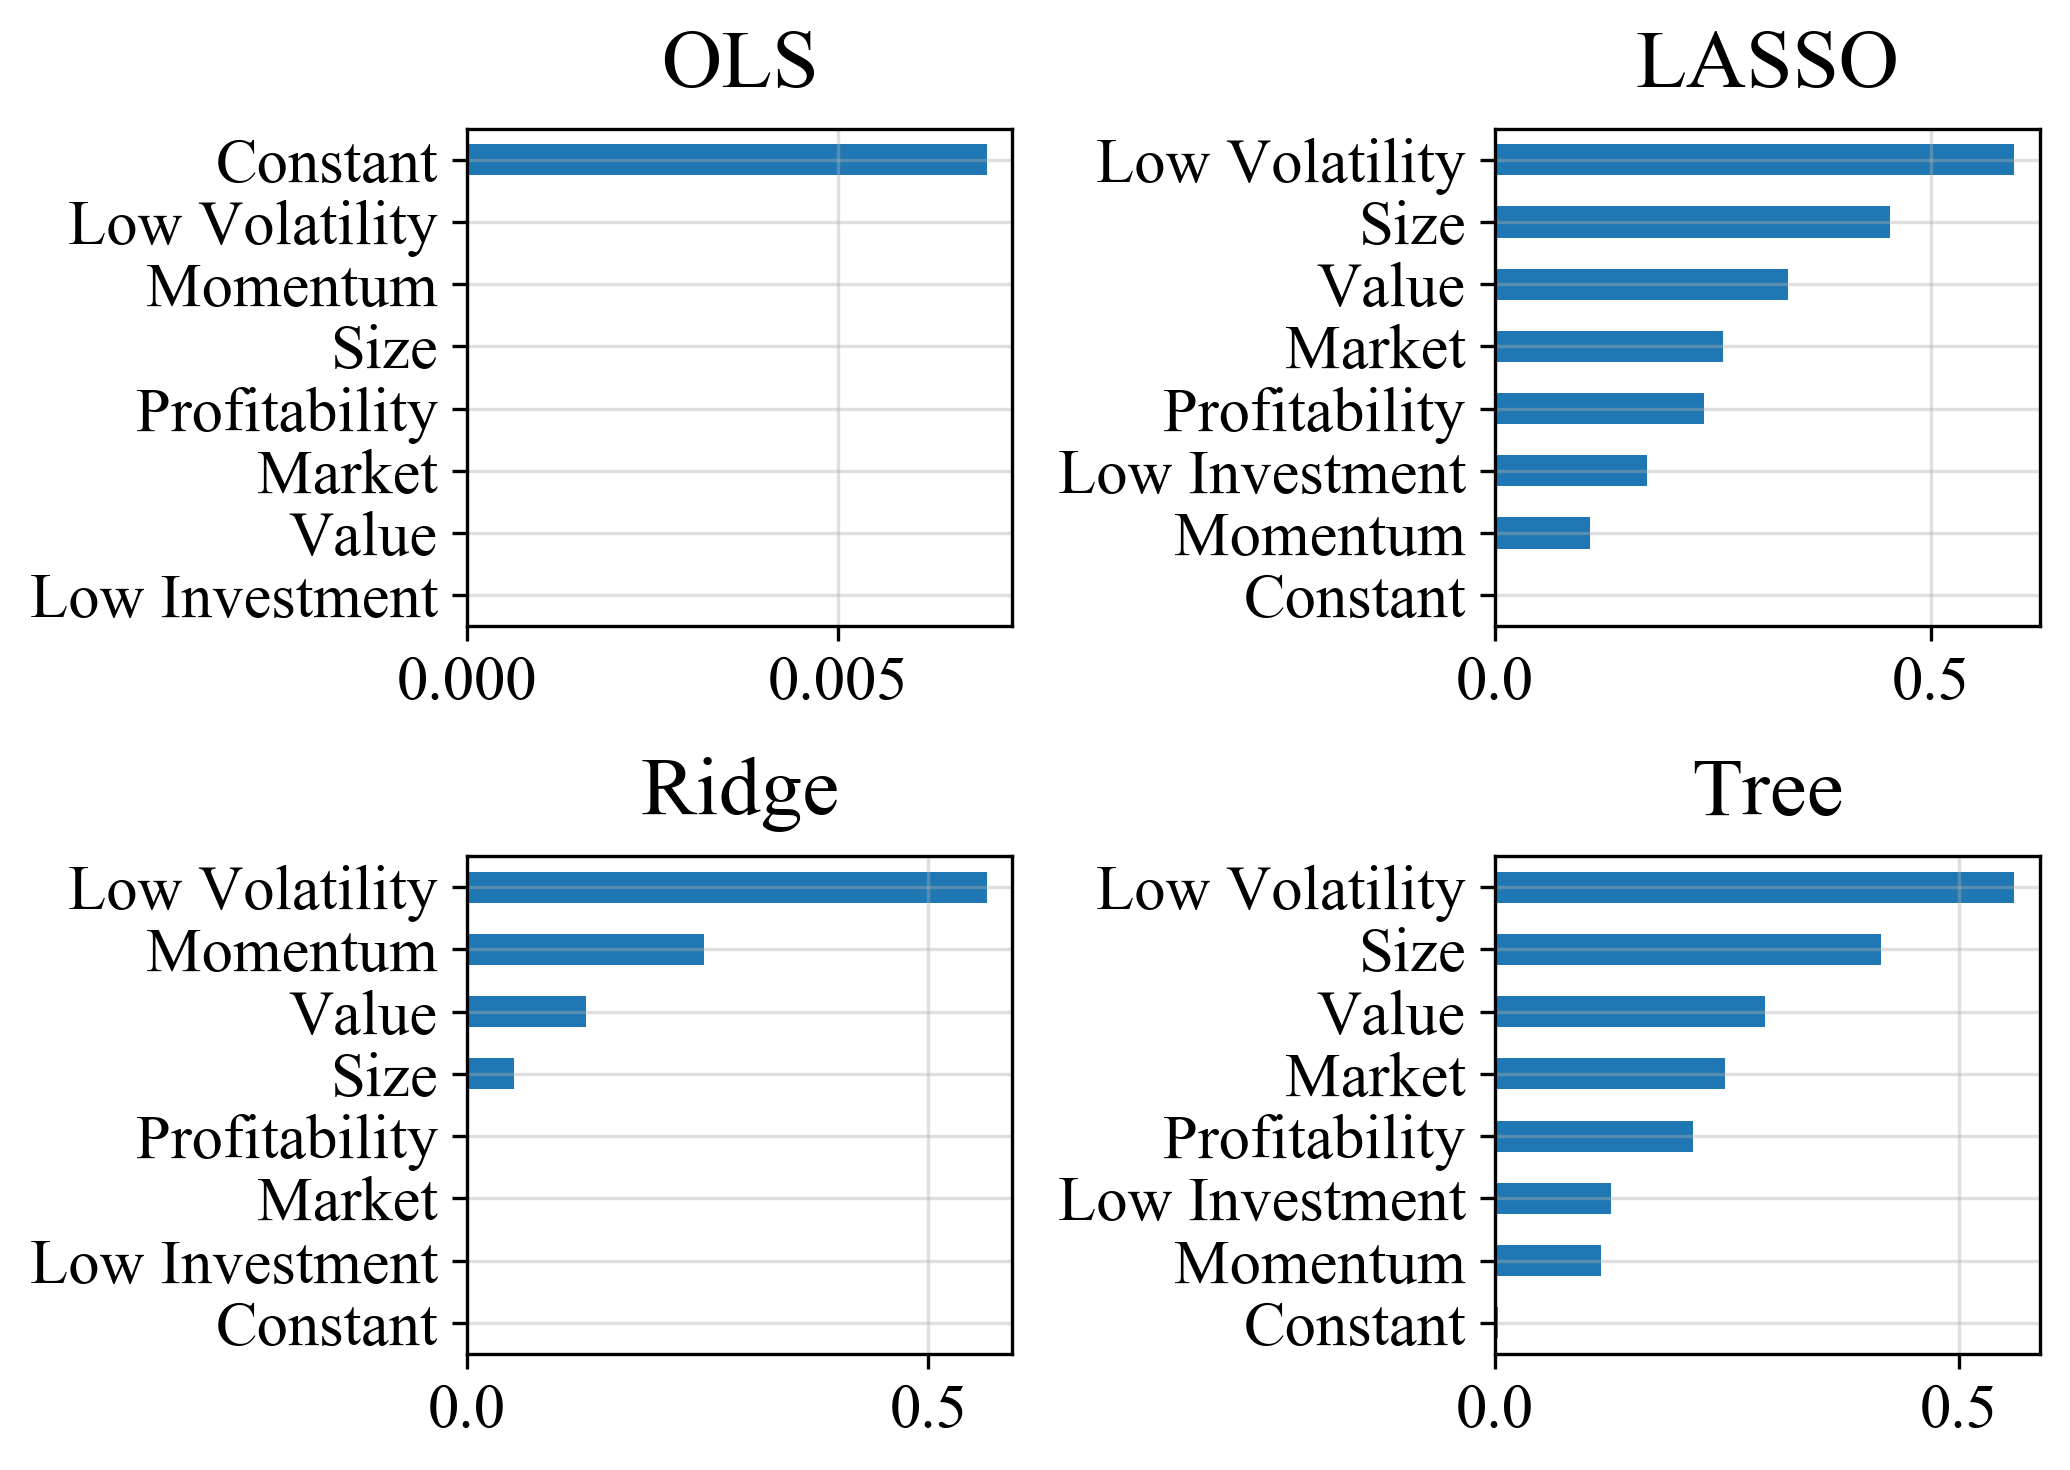 OLS
Constant
Low Volatility
Momentum
Size
Profitability
Market
Value
Low Investment
0.000 0.005
LASSO
Low Volatility
Size
Value
Market
Profitability
Low Investment
Momentum
Constant
0.0 0.5
Ridge
Low Volatility
Momentum
Value
Size
Profitability
Market
Low Investment
Constant
0.0 0.5
Tree
Low Volatility
Size
Value
Market
Profitability
Low Investment
Momentum
Constant
0.0 0.5